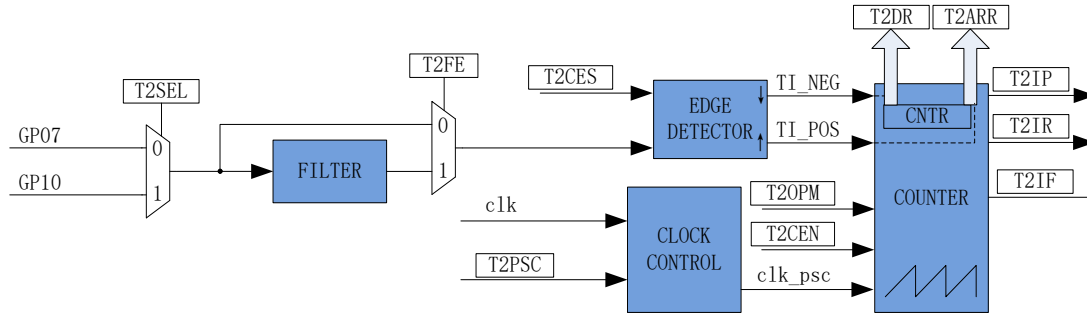 T2DR
T2ARR
T2SEL
T2FE
T2CES
TI_NEG
T2IP
GP07
0
0
EDGE
DETECTOR
CNTR
TI_POS
T2IR
GP10
1
FILTER
1
T2IF
clk
T2OPM
COUNTER
CLOCK
CONTROL
T2CEN
T2PSC
clk_psc